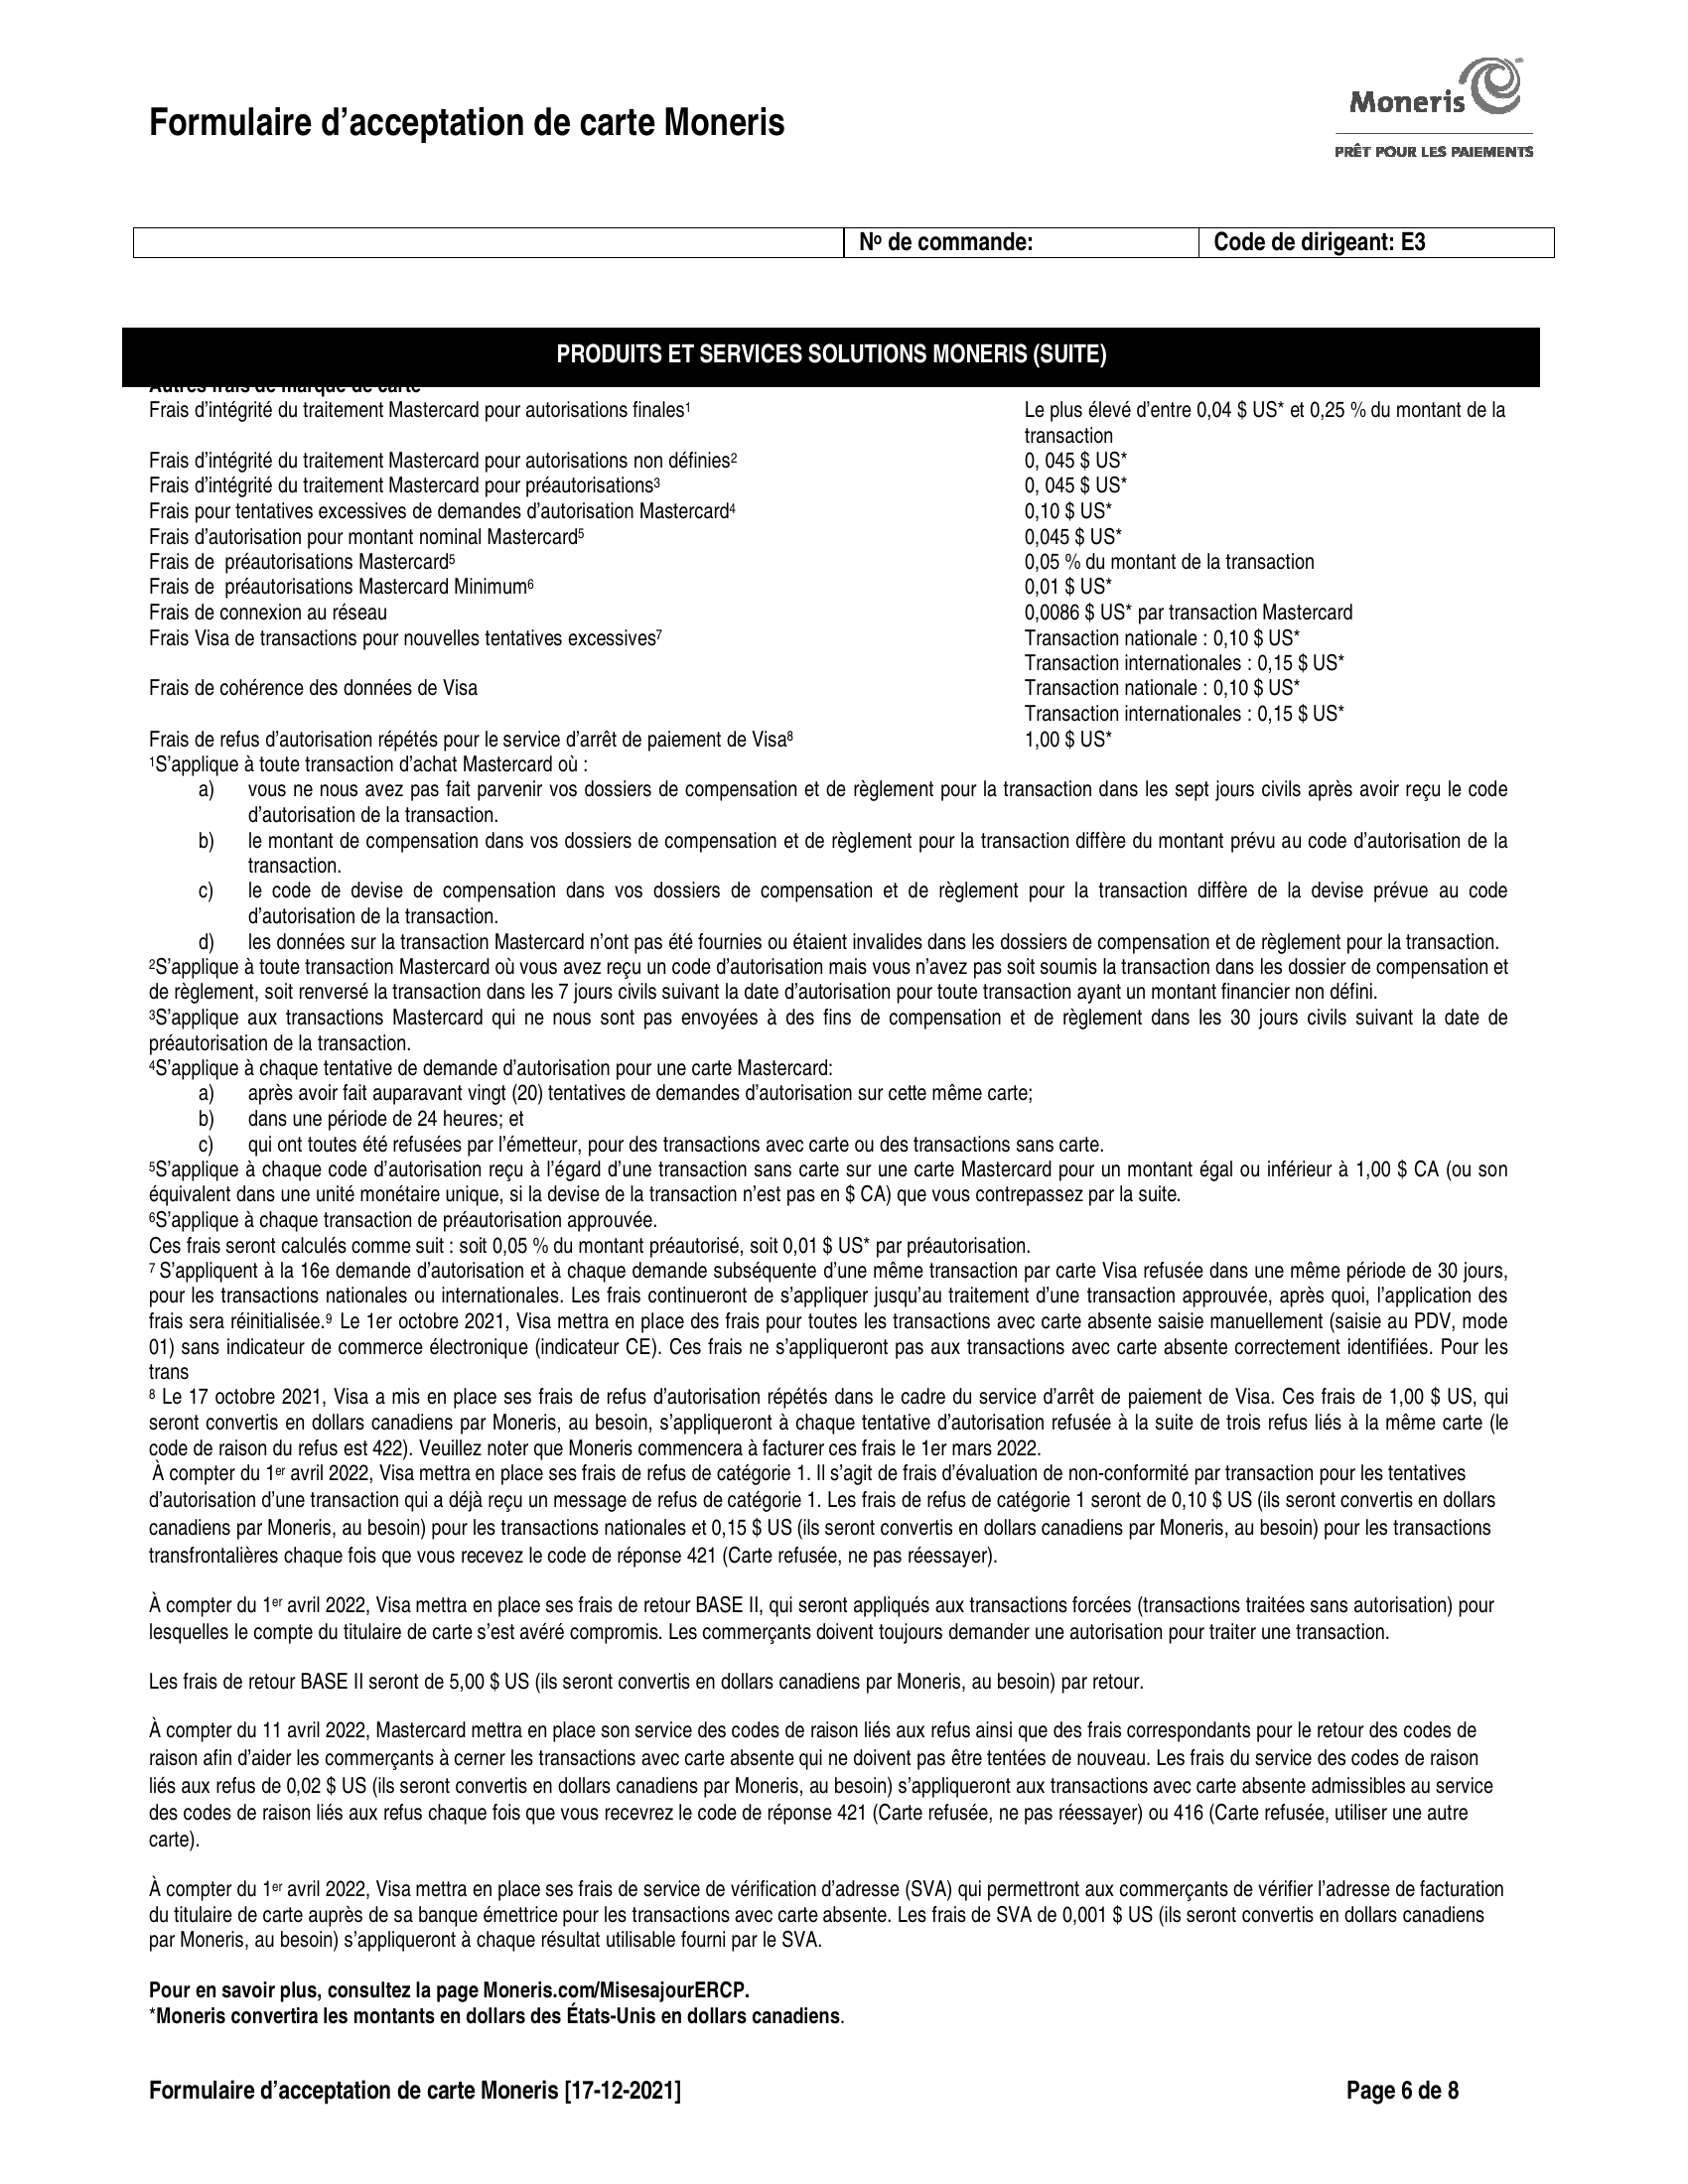 Formulaire d’acceptation de carte Moneris
Moneris
PRÊT POUR LES PAIEMENTS
Nº de commande:
Code de dirigeant: E3
PRODUITS ET SERVICES SOLUTIONS MONERIS (SUITE)
Autres frais de marque de carte
Frais d’intégrité du traitement Mastercard pour autorisations finales¹ Le plus élevé d’entre 0,04 $ US* et 0,25 % du montant de la
transaction
Frais d’intégrité du traitement Mastercard pour autorisations non définies² 0, 045 $ US*
Frais d’intégrité du traitement Mastercard pour préautorisations³ 0, 045 $ US*
Frais pour tentatives excessives de demandes d’autorisation Mastercard⁴ 0,10 $ US*
Frais d’autorisation pour montant nominal Mastercard⁵ 0,045 $ US*
Frais de  préautorisations Mastercard⁵ 0,05 % du montant de la transaction
Frais de  préautorisations Mastercard Minimum⁶ 0,01 $ US*
Frais de connexion au réseau 0,0086 $ US* par transaction Mastercard
Frais Visa de transactions pour nouvelles tentatives excessives⁷ Transaction nationale : 0,10 $ US*
Transaction internationales : 0,15 $ US*
Frais de cohérence des données de Visa Transaction nationale : 0,10 $ US*
Transaction internationales : 0,15 $ US*
Frais de refus d’autorisation répétés pour le service d’arrêt de paiement de Visa⁸ 1,00 $ US*
¹S’applique à toute transaction d’achat Mastercard où :
a) vous ne nous avez pas fait parvenir vos dossiers de compensation et de règlement pour la transaction dans les sept jours civils après avoir reçu le code
d’autorisation de la transaction.
b) le montant de compensation dans vos dossiers de compensation et de règlement pour la transaction diffère du montant prévu au code d’autorisation de la
transaction.
c) le code de devise de compensation dans vos dossiers de compensation et de règlement pour la transaction diffère de la devise prévue au code
d’autorisation de la transaction.
d) les données sur la transaction Mastercard n’ont pas été fournies ou étaient invalides dans les dossiers de compensation et de règlement pour la transaction.
²S’applique à toute transaction Mastercard où vous avez reçu un code d’autorisation mais vous n’avez pas soit soumis la transaction dans les dossier de compensation et
de règlement, soit renversé la transaction dans les 7 jours civils suivant la date d’autorisation pour toute transaction ayant un montant financier non défini.
³S’applique aux transactions Mastercard qui ne nous sont pas envoyées à des fins de compensation et de règlement dans les 30 jours civils suivant la date de
préautorisation de la transaction.
⁴S’applique à chaque tentative de demande d’autorisation pour une carte Mastercard:
a) après avoir fait auparavant vingt (20) tentatives de demandes d’autorisation sur cette même carte;
b) dans une période de 24 heures; et
c) qui ont toutes été refusées par l’émetteur, pour des transactions avec carte ou des transactions sans carte.
⁵S’applique à chaque code d’autorisation reçu à l’égard d’une transaction sans carte sur une carte Mastercard pour un montant égal ou inférieur à 1,00 $ CA (ou son
équivalent dans une unité monétaire unique, si la devise de la transaction n’est pas en $ CA) que vous contrepassez par la suite.
⁶S’applique à chaque transaction de préautorisation approuvée.
Ces frais seront calculés comme suit : soit 0,05 % du montant préautorisé, soit 0,01 $ US* par préautorisation.
⁷ S’appliquent à la 16e demande d’autorisation et à chaque demande subséquente d’une même transaction par carte Visa refusée dans une même période de 30 jours,
pour les transactions nationales ou internationales. Les frais continueront de s’appliquer jusqu’au traitement d’une transaction approuvée, après quoi, l’application des
frais sera réinitialisée.⁹ Le 1er octobre 2021, Visa mettra en place des frais pour toutes les transactions avec carte absente saisie manuellement (saisie au PDV, mode
01) sans indicateur de commerce électronique (indicateur CE). Ces frais ne s’appliqueront pas aux transactions avec carte absente correctement identifiées. Pour les
trans
⁸ Le 17 octobre 2021, Visa a mis en place ses frais de refus d’autorisation répétés dans le cadre du service d’arrêt de paiement de Visa. Ces frais de 1,00 $ US, qui
seront convertis en dollars canadiens par Moneris, au besoin, s’appliqueront à chaque tentative d’autorisation refusée à la suite de trois refus liés à la même carte (le
code de raison du refus est 422). Veuillez noter que Moneris commencera à facturer ces frais le 1er mars 2022.
À compter du 1er avril 2022, Visa mettra en place ses frais de refus de catégorie 1. Il s’agit de frais d’évaluation de non-conformité par transaction pour les tentatives
d’autorisation d’une transaction qui a déjà reçu un message de refus de catégorie 1. Les frais de refus de catégorie 1 seront de 0,10 $ US (ils seront convertis en dollars
canadiens par Moneris, au besoin) pour les transactions nationales et 0,15 $ US (ils seront convertis en dollars canadiens par Moneris, au besoin) pour les transactions
transfrontalières chaque fois que vous recevez le code de réponse 421 (Carte refusée, ne pas réessayer).
À compter du 1er avril 2022, Visa mettra en place ses frais de retour BASE II, qui seront appliqués aux transactions forcées (transactions traitées sans autorisation) pour
lesquelles le compte du titulaire de carte s’est avéré compromis. Les commerçants doivent toujours demander une autorisation pour traiter une transaction.
Les frais de retour BASE II seront de 5,00 $ US (ils seront convertis en dollars canadiens par Moneris, au besoin) par retour.
À compter du 11 avril 2022, Mastercard mettra en place son service des codes de raison liés aux refus ainsi que des frais correspondants pour le retour des codes de
raison afin d’aider les commerçants à cerner les transactions avec carte absente qui ne doivent pas être tentées de nouveau. Les frais du service des codes de raison
liés aux refus de 0,02 $ US (ils seront convertis en dollars canadiens par Moneris, au besoin) s’appliqueront aux transactions avec carte absente admissibles au service
des codes de raison liés aux refus chaque fois que vous recevrez le code de réponse 421 (Carte refusée, ne pas réessayer) ou 416 (Carte refusée, utiliser une autre
carte).
À compter du 1er avril 2022, Visa mettra en place ses frais de service de vérification d’adresse (SVA) qui permettront aux commerçants de vérifier l’adresse de facturation
du titulaire de carte auprès de sa banque émettrice pour les transactions avec carte absente. Les frais de SVA de 0,001 $ US (ils seront convertis en dollars canadiens
par Moneris, au besoin) s’appliqueront à chaque résultat utilisable fourni par le SVA.
Pour en savoir plus, consultez la page Moneris.com/MisesajourERCP.
*Moneris convertira les montants en dollars des États-Unis en dollars canadiens.
Formulaire d’acceptation de carte Moneris [17-12-2021]
Page 6 de 8